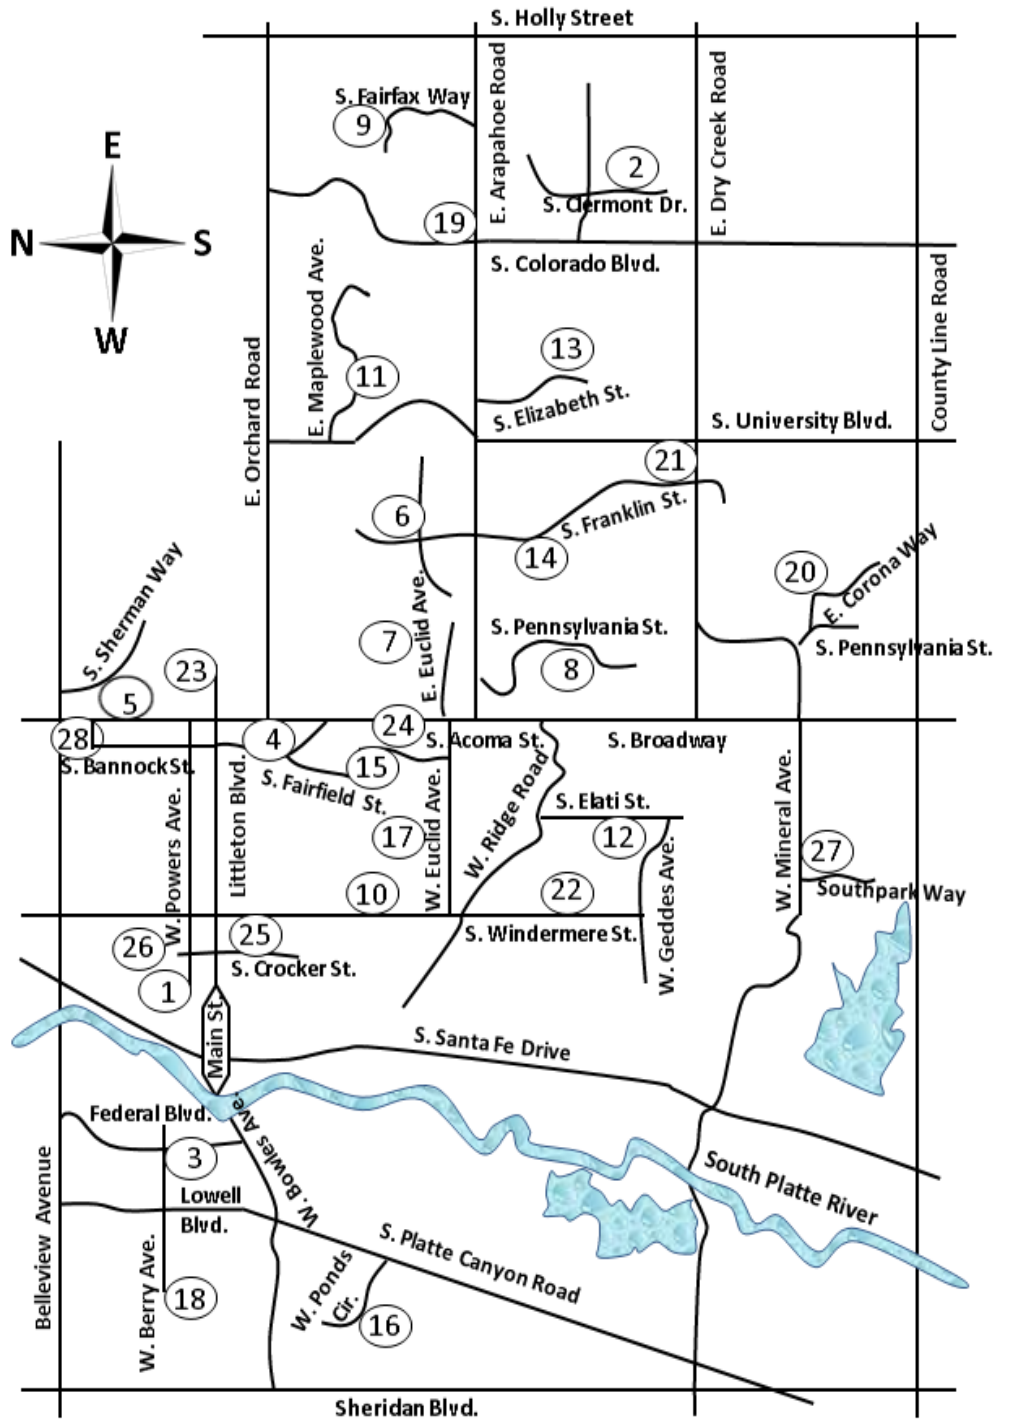 S. Holly Street
S. Fairfax Way
9
E. Arapahoe Road
2
S. Clermont Dr.
E. Dry Creek Road
E
N
S
W
19
S. Colorado Blvd.
E. Maplewood Ave.
11
13
S. Elizabeth St.
County Line Road
E. Orchard Road
S. University Blvd.
21
6
S. Franklin St.
14
20
E. Corona Way
S. Sherman Way
23
5
7
E. Euclid Ave.
S. Pennsylvania St.
8
S. Pennsylvania St.
28
4
24
S. Acoma St.
S. Broadway
S. Bannock St.
15
S. Fairfield St.
W. Powers Ave.
Littleton Blvd.
17
10
W. Euclid Ave.
W. Ridge Road
S. Elati St.
12
22
W. Geddes Ave.
W. Mineral Ave.
27
Southpark Way
S. Windermere St.
26
25
S. Crocker St.
1
Main St.
S. Santa Fe Drive
Federal Blvd.
3
W. Bowles Ave.
Lowell
Blvd.
South Platte River
S. Platte Canyon Road
Belleview Avenue
W. Berry Ave.
18
W. Ponds
Cir.
16
Sheridan Blvd.